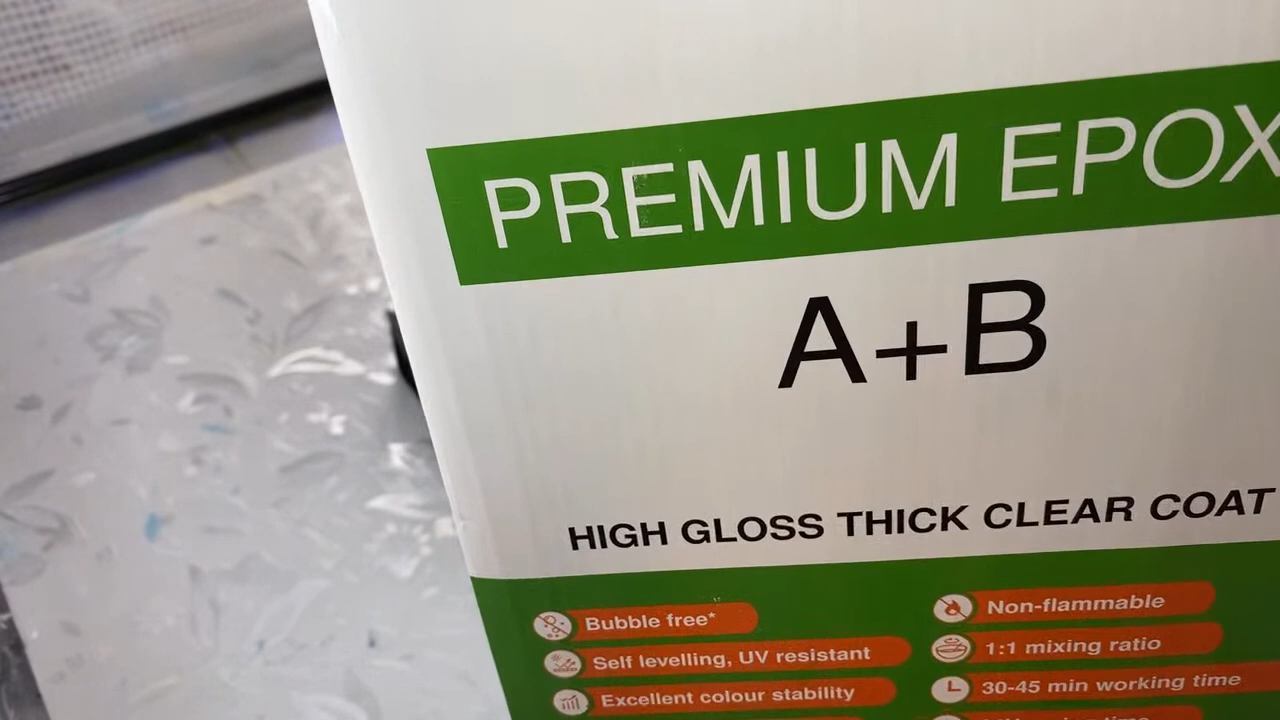 PREMIUM EPOX
A+B
HIGH GLOSS THICK CLEAR COAT
Bubble free*
Self levelling, UV resistant
Excellent colour stability
Non-flammable
1:1 mixing ratio
30-45 min working time